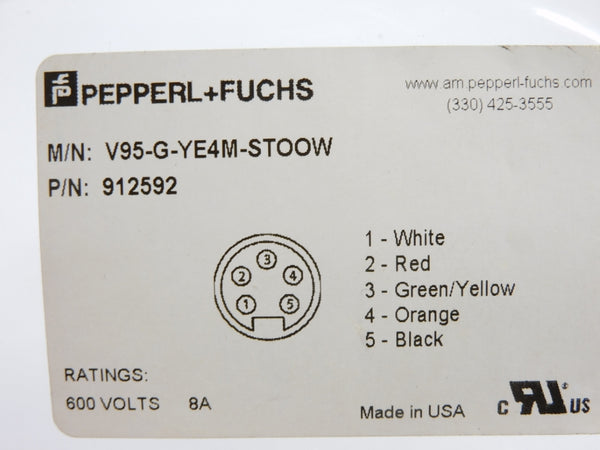 PEPPERL+FUCHS
www.am.pepperl-fuchs.com
(330) 425-3555
M/N: V95-G-YE4M-STOOW
P/N: 912592
3
2 4
1 5
1 - White
2 - Red
3 - Green/Yellow
4 - Orange
5 - Black
RATINGS:
600 VOLTS 8A
Made in USA
C RU US